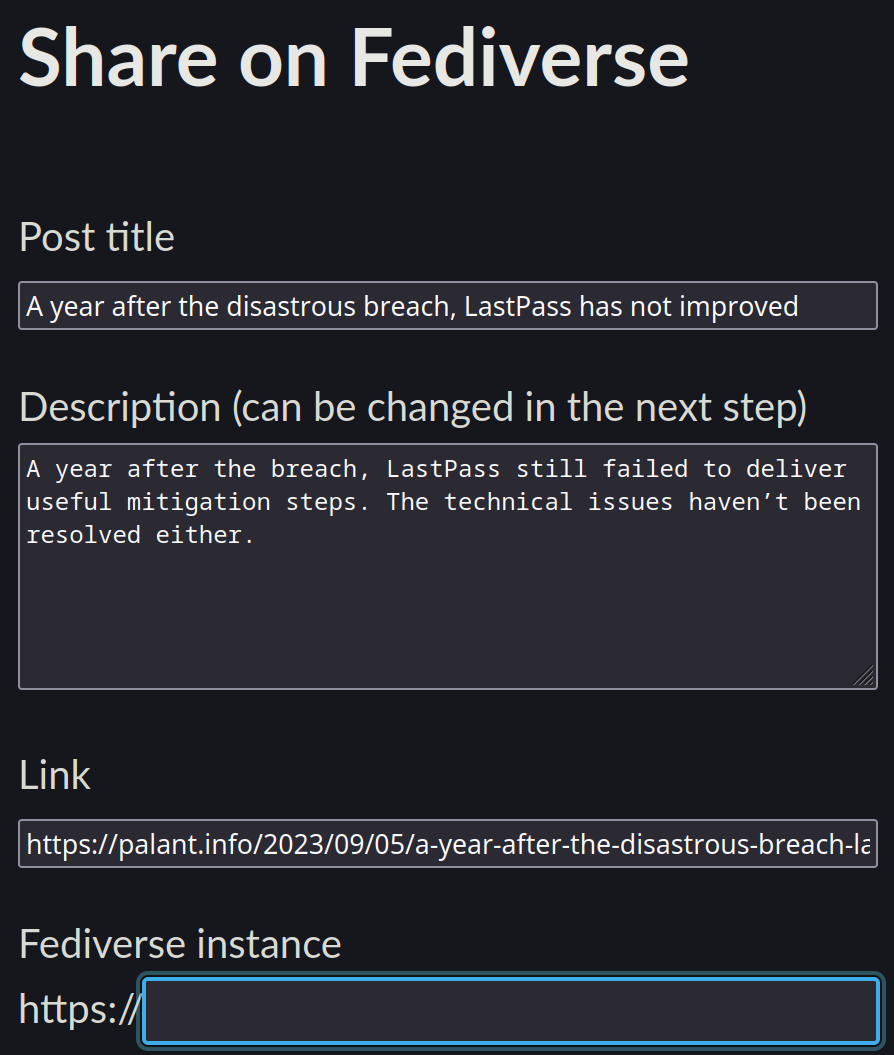 Share on Fediverse
Post title
A year after the disastrous breach, LastPass has not improved
Description (can be changed in the next step)
A year after the breach, LastPass still failed to deliver
useful mitigation steps. The technical issues haven’t been
resolved either.
Link
https://palant.info/2023/09/05/a-year-after-the-disastrous-breach-la
Fediverse instance
https://